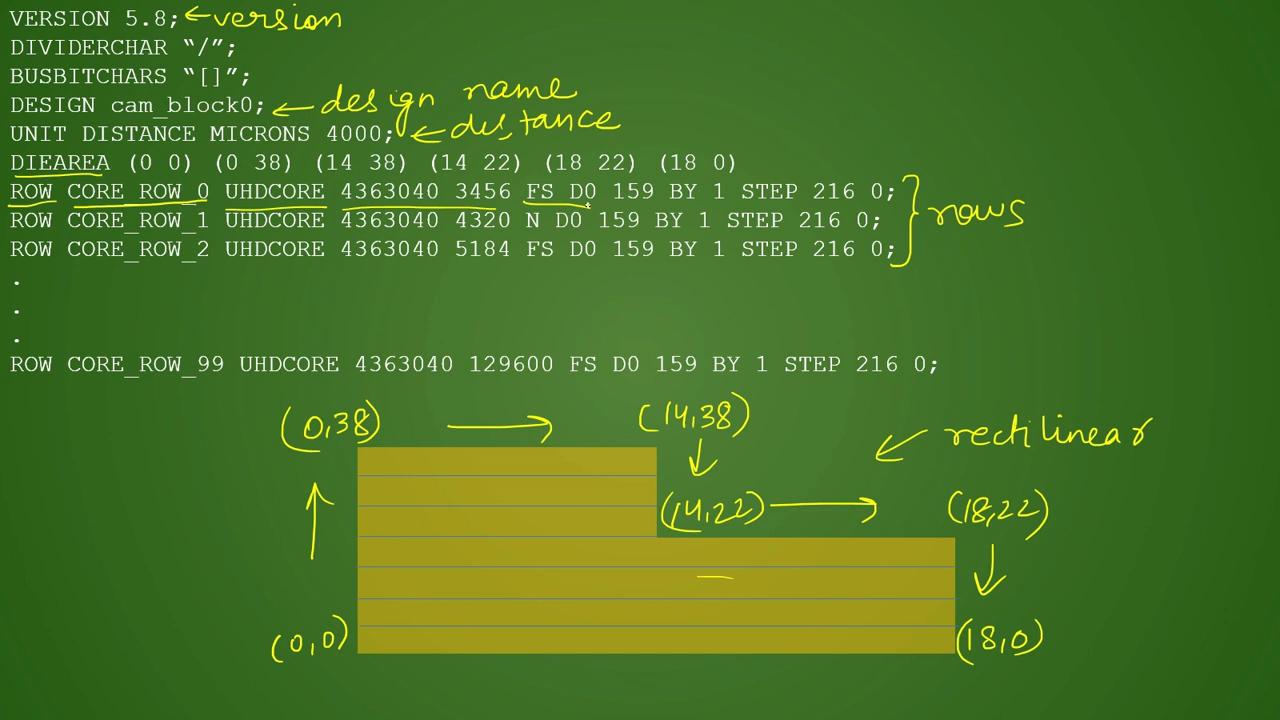 VERSION 5.8; ← version
DIVIDERCHAR “/”;
BUSBITCHARS “[]”;
DESIGN cam_block0; ← design name
UNIT DISTANCE MICRONS 4000; ← distance
DIEAREA (0 0) (0 38) (14 38) (14 22) (18 22) (18 0)
ROW CORE_ROW_0 UHDCORE 4363040 3456 FS DO 159 BY 1 STEP 216 0;
ROW CORE_ROW_1 UHDCORE 4363040 4320 N DO 159 BY 1 STEP 216 0; rows
ROW CORE_ROW_2 UHDCORE 4363040 5184 FS DO 159 BY 1 STEP 216 0;
.
.
.
ROW CORE_ROW_99 UHDCORE 4363040 129600 FS DO 159 BY 1 STEP 216 0;
(0,38) → (14,38) ← rectilinear
(14,22) → (18,22)
(0,0) (18,0)